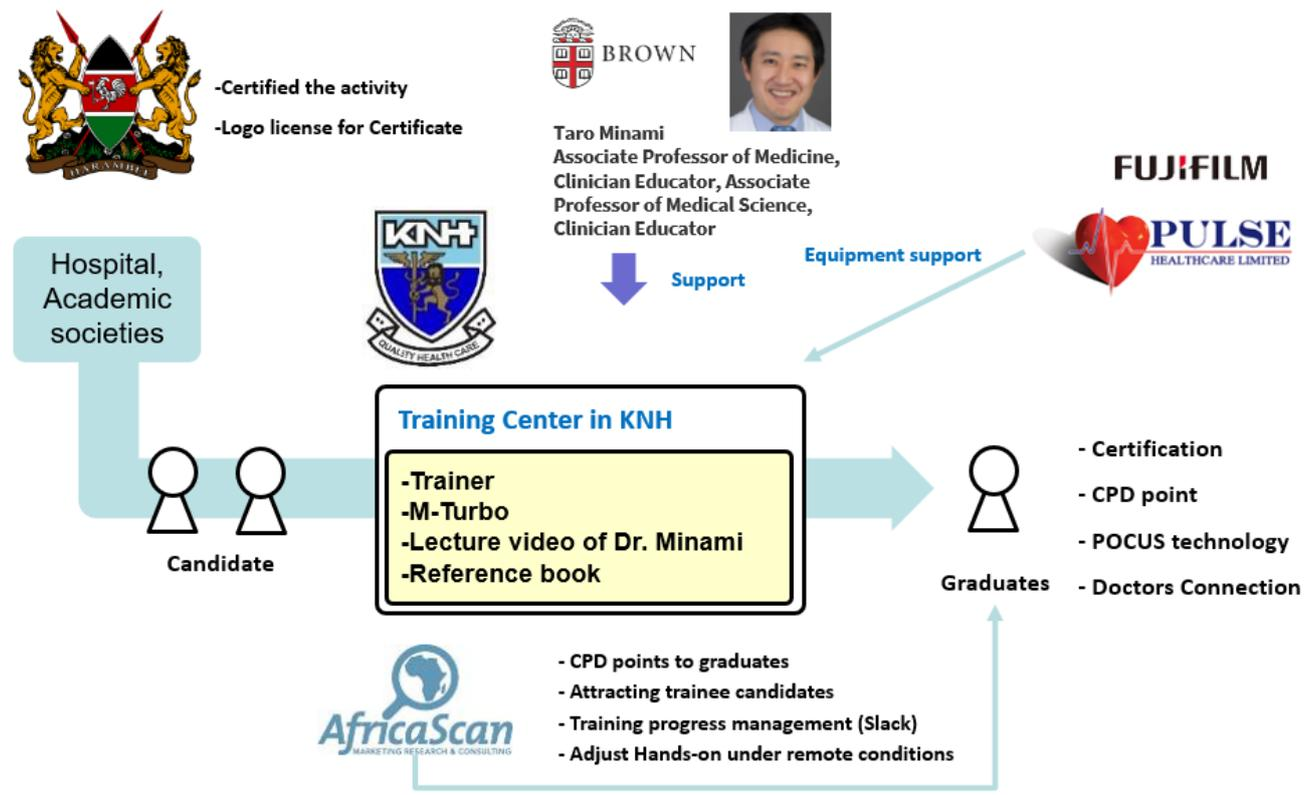 HARAMBEE
-Certified the activity
-Logo license for Certificate
BROWN
Taro Minami
Associate Professor of Medicine,
Clinician Educator, Associate
Professor of Medical Science,
Clinician Educator
FUJIFILM
PULSE
HEALTHCARE LIMITED
Equipment support
Support
KNH
QUALITY HEALTH CARE
Hospital,
Academic
societies
Training Center in KNH
-Trainer
-M-Turbo
-Lecture video of Dr. Minami
-Reference book
Candidate
Graduates
- Certification
- CPD point
- POCUS technology
- Doctors Connection
AfricaScan
MARKETING RESEARCH & CONSULTING
- CPD points to graduates
- Attracting trainee candidates
- Training progress management (Slack)
- Adjust Hands-on under remote conditions